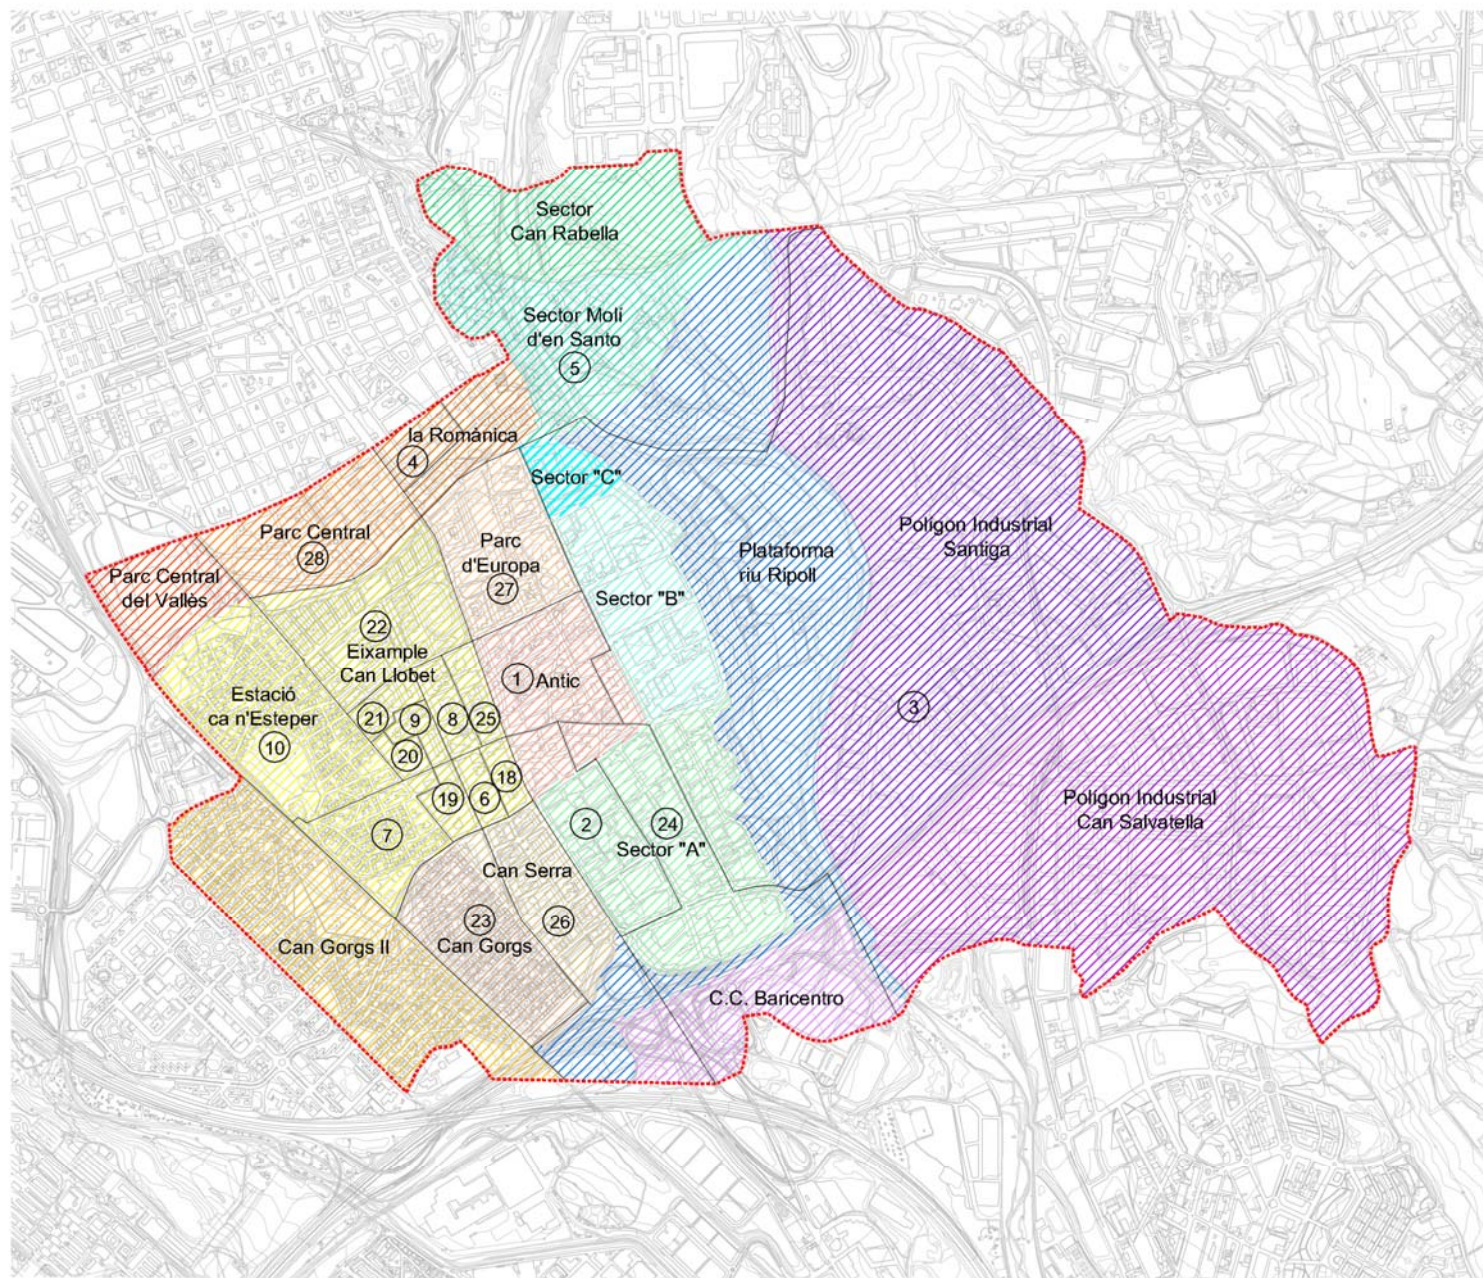 Sector
Can Rabella
Sector Molí
d'en Santo
5
la Romànica
4
Sector "C"
Parc Central
28
Parc
d'Europa
27
Polígon Industrial
Santiga
Plataforma
riu Ripoll
Parc Central
del Vallès
Sector "B"
22
Eixample
Can Llobet
1 Antic
Estació
ca n'Esteper
10
21
9
8
25
20
3
18
19
6
7
2
24
Sector "A"
Polígon Industrial
Can Salvatella
Can Serra
23
Can Gorgs
26
Can Gorgs II
C.C. Baricentro